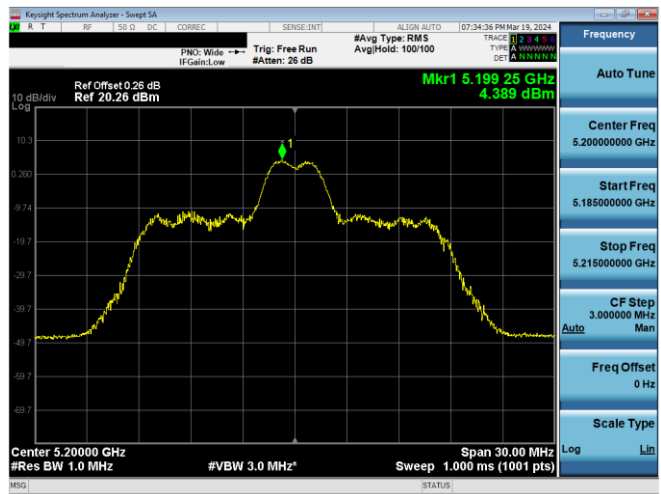 Keysight Spectrum Analyzer - Swept SA
R T RF 50 Ω DC CORREC SENSE:INT ALIGN AUTO 07:34:36 PM Mar 19, 2024
Frequency
#Avg Type: RMS
TRACE 1 2 3 4 5 6
PNO: Wide Trig: Free Run Avg|Hold: 100/100
TYPE A WWWWW
IFGain:Low #Atten: 26 dB
DET A N N N N N
Auto Tune
Mkr1 5.199 25 GHz
4.389 dBm
Ref Offset 0.26 dB
10 dB/div Ref 20.26 dBm
Log
Center Freq
5.200000000 GHz
1
10.3
0.260
-9.74
-19.7
-29.7
-39.7
-49.7
-59.7
-69.7
Start Freq
5.185000000 GHz
Stop Freq
5.215000000 GHz
CF Step
3.000000 MHz
Auto Man
Freq Offset
0 Hz
Scale Type
Log Lin
Center 5.20000 GHz Span 30.00 MHz
#Res BW 1.0 MHz #VBW 3.0 MHz* Sweep 1.000 ms (1001 pts)
MSG STATUS